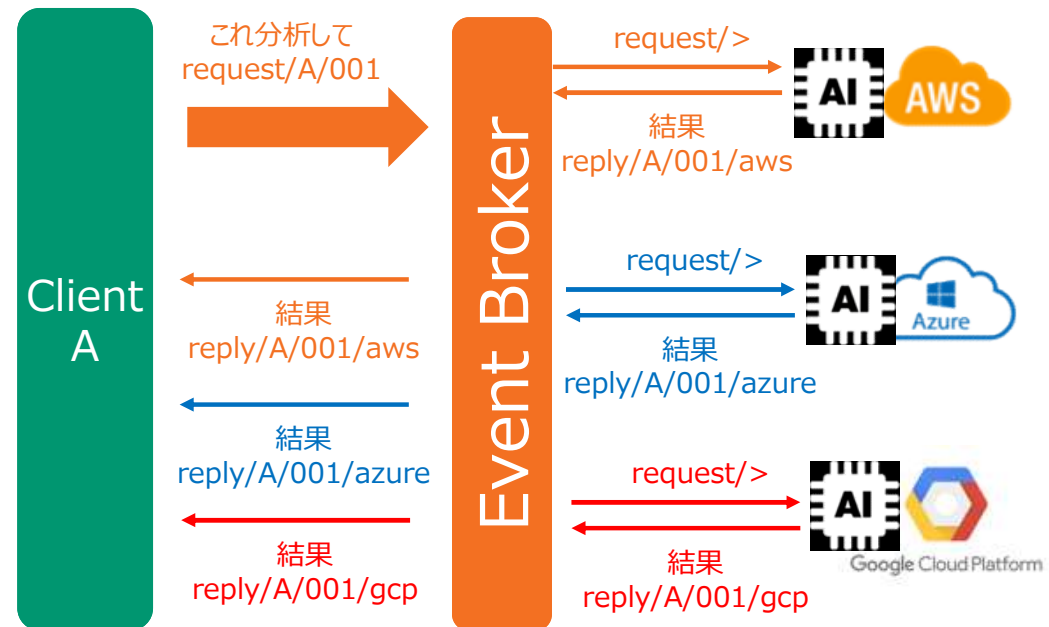 Client
A
これ分析して
request/A/001
結果
reply/A/001/aws
結果
reply/A/001/azure
結果
reply/A/001/gcp
Event Broker
request/>
結果
reply/A/001/aws
AI
AWS
request/>
結果
reply/A/001/azure
AI
Azure
request/>
結果
reply/A/001/gcp
AI
Google Cloud Platform